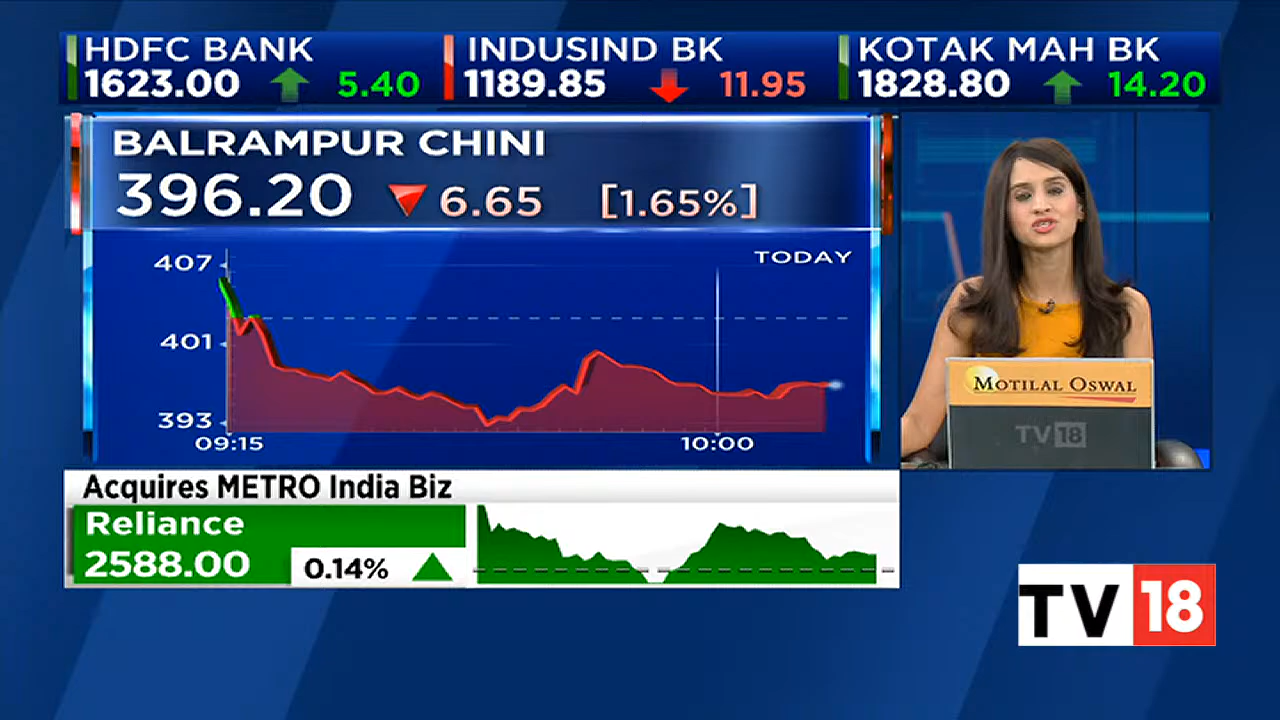 HDFC BANK
1623.00 5.40
INDUSIND BK
1189.85 11.95
KOTAK MAH BK
1828.80 14.20
BALRAMPUR CHINI
396.20 6.65 [1.65%]
TODAY
407
401
393
09:15 10:00
MOTILAL OSWAL
TV18
Acquires METRO India Biz
Reliance
2588.00 0.14%
TV18